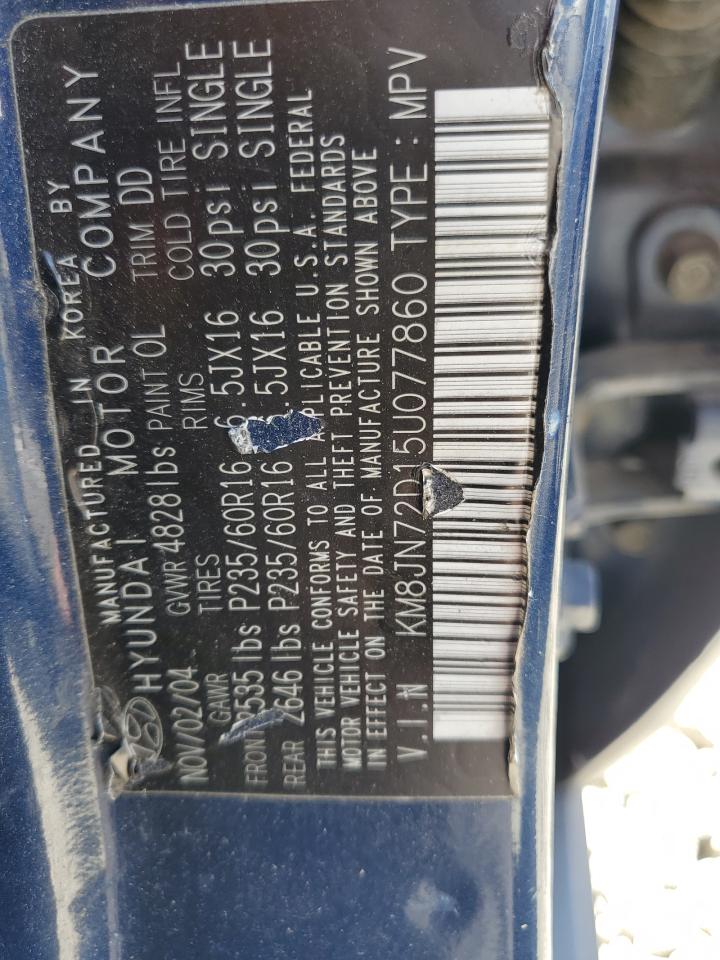 MANUFACTURED IN KOREA BY
HYUNDAI MOTOR COMPANY
NOV/02/04 GVWR 4828 lbs PAINT OL TRIM DD
GAWR TIRES RIMS COLD TIRE INFL
FRONT 2535 lbs P235/60R16 6.5JX16 30psi SINGLE
REAR 2646 lbs P235/60R16 .5JX16 30psi SINGLE
THIS VEHICLE CONFORMS TO ALL APPLICABLE U.S.A. FEDERAL
MOTOR VEHICLE SAFETY AND THEFT PREVENTION STANDARDS
IN EFFECT ON THE DATE OF MANUFACTURE SHOWN ABOVE
V.I.N KM8JN72D15U077860 TYPE : MPV